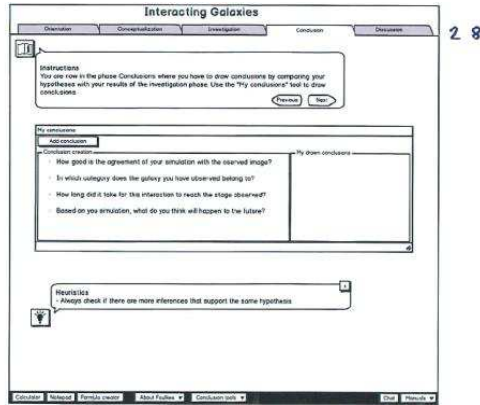 Interacting Galaxies
Orientation Conceptualization Investigation Conclusion Discussion
2 8
Instructions
You are now in the phase Conclusions where you have to draw conclusions by comparing your
hypotheses with your results of the investigation phase. Use the "My conclusions" tool to draw
conclusions
Previous Next
My conclusions
Add conclusion
Conclusion creation
My drawn conclusions
How good is the agreement of your simulation with the oserved image?
In which category does the galaxy you have observed belong to?
How long did it take for this interaction to reach the stage observed?
Based on you simulation, what do you think will happen to the future?
Heuristics
- Always check if there are more inferences that support the same hypothesis
Calculator Notepad Formula creator About Faulkes Conclusion tools Chat Manuals